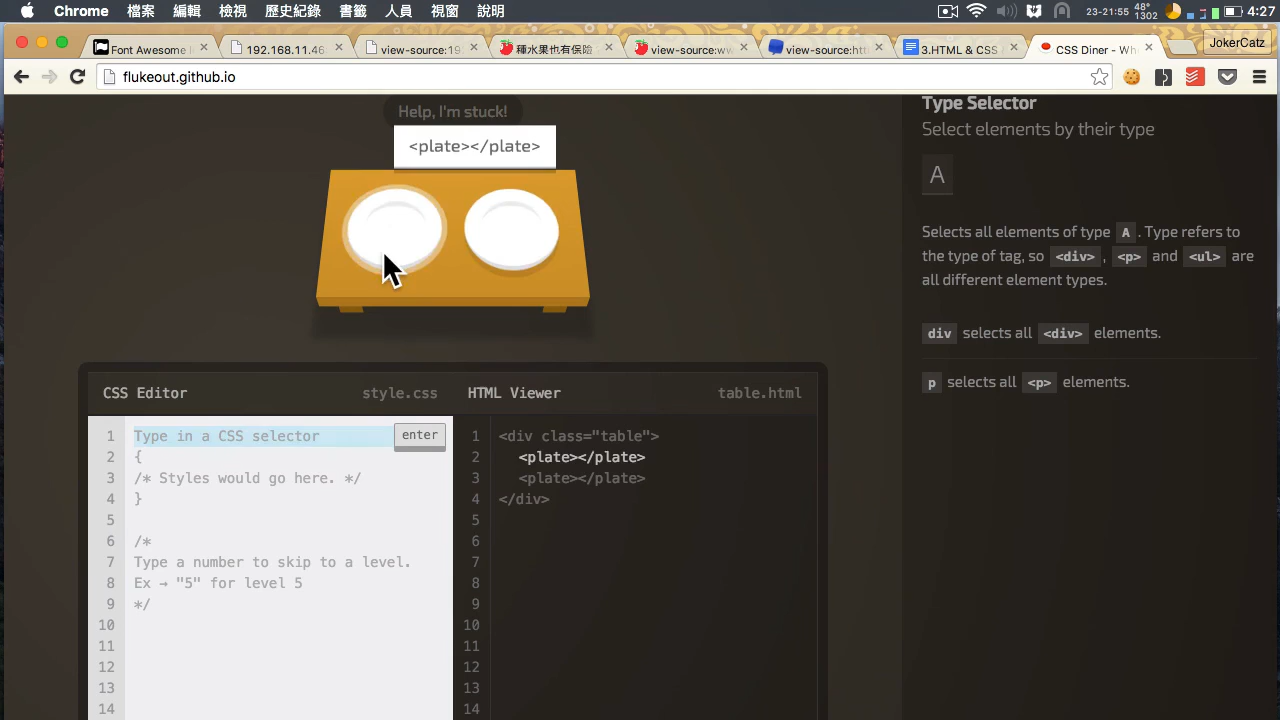 Chrome 檔案 編輯 檢視 歷史紀錄 書籤 人員 視窗 說明 23-21:55 48° 1302 4:27
Font Awesome 192.168.11.46 view-source:19 種水果也有保險 view-source:ww view-source:htt 3.HTML & CSS CSS Diner - Wh JokerCatz
flukeout.github.io
Help, I'm stuck!
<plate></plate>
CSS Editor style.css HTML Viewer table.html
1 Type in a CSS selector enter
2 {
3 /* Styles would go here. */
4 }
5
6 /*
7 Type a number to skip to a level.
8 Ex → "5" for level 5
9 */
10
11
12
13
14
1 <div class="table">
2 <plate></plate>
3 <plate></plate>
4 </div>
5
6
7
8
9
10
11
12
13
14
Type Selector
Select elements by their type
A
Selects all elements of type A. Type refers to
the type of tag, so <div>, <p> and <ul> are
all different element types.
div selects all <div> elements.
p selects all <p> elements.